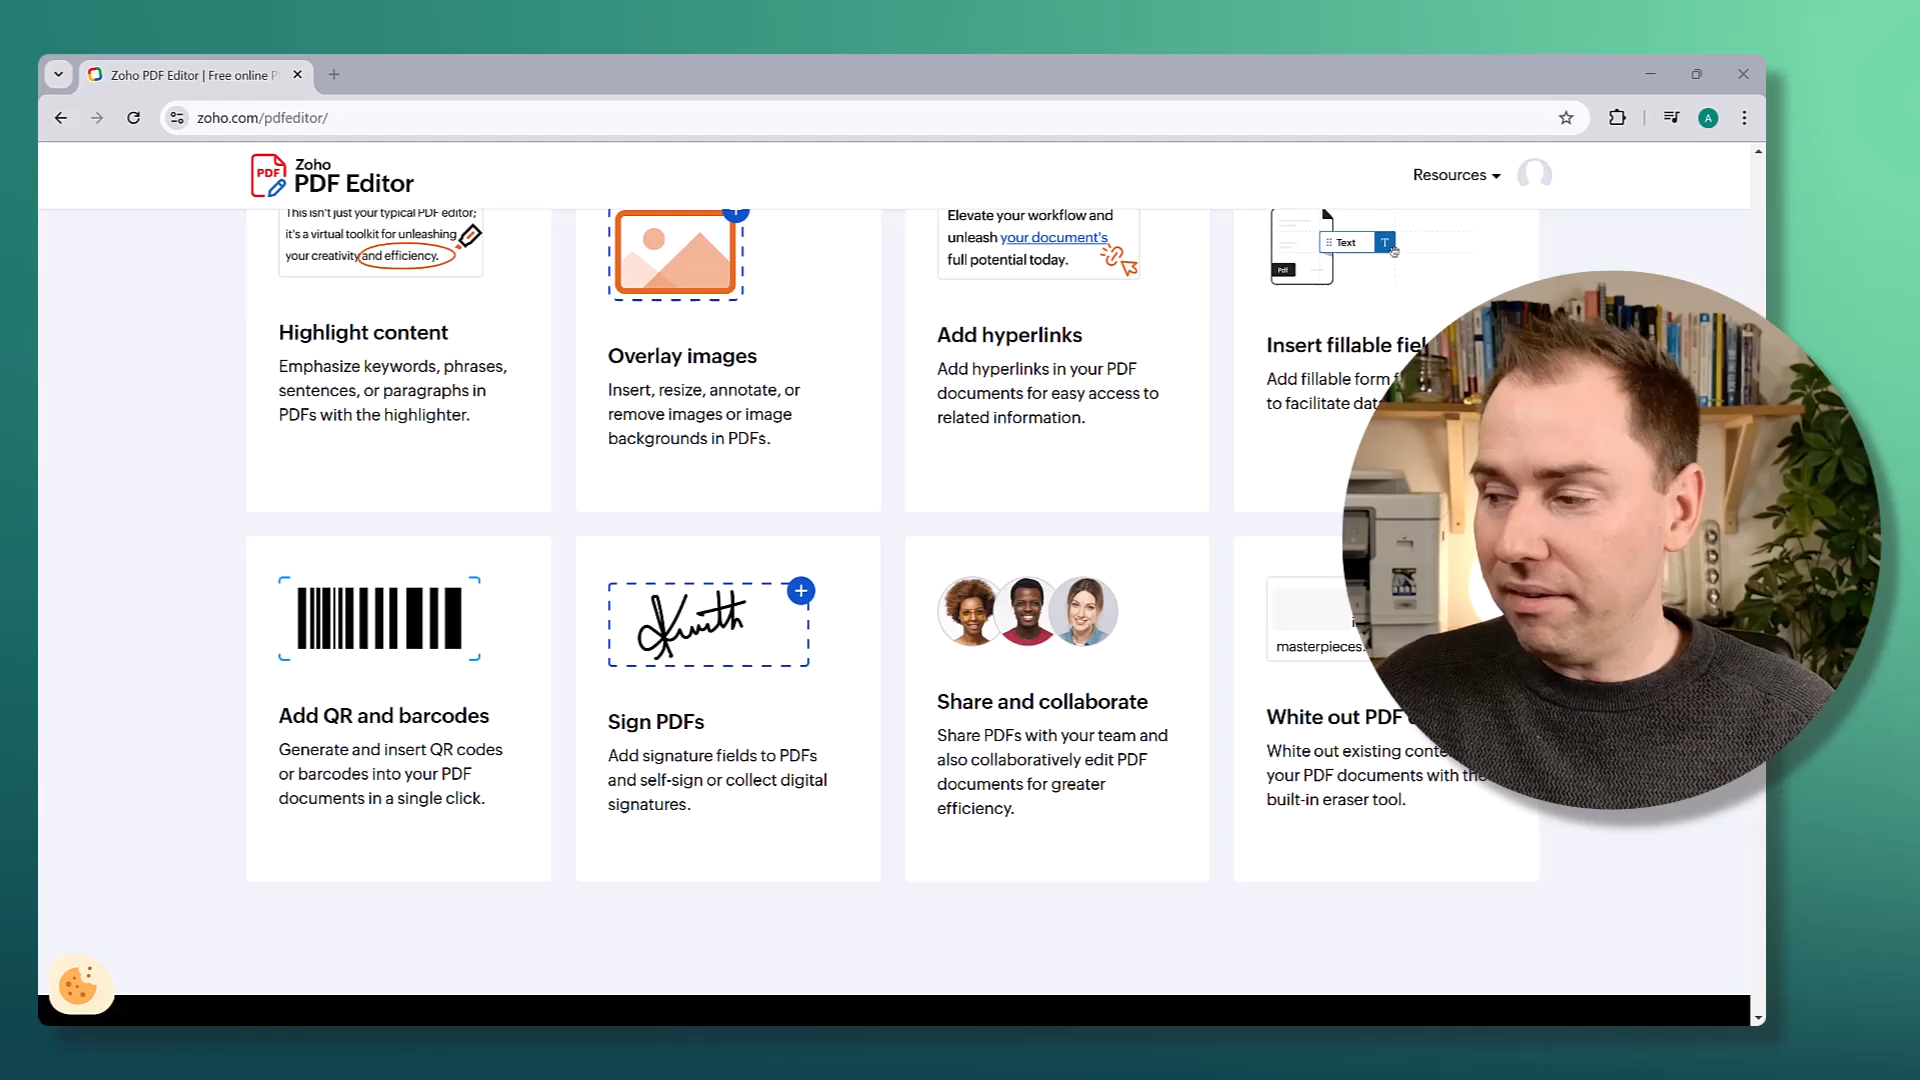 Zoho PDF Editor | Free online P
zoho.com/pdfeditor/
A
PDF
Zoho
PDF Editor
Resources
This isn't just your typical PDF editor;
it's a virtual toolkit for unleashing
your creativity and efficiency.
Highlight content
Emphasize keywords, phrases,
sentences, or paragraphs in
PDFs with the highlighter.
Overlay images
Insert, resize, annotate, or
remove images or image
backgrounds in PDFs.
Elevate your workflow and
unleash your document's
full potential today.
Add hyperlinks
Add hyperlinks in your PDF
documents for easy access to
related information.
Text
T
Pdf
Insert fillable fiel
Add fillable form f
to facilitate dat
Add QR and barcodes
Generate and insert QR codes
or barcodes into your PDF
documents in a single click.
Sign PDFs
Add signature fields to PDFs
and self-sign or collect digital
signatures.
Share and collaborate
Share PDFs with your team and
also collaboratively edit PDF
documents for greater
efficiency.
masterpieces.
White out PDF
White out existing conte
your PDF documents with the
built-in eraser tool.